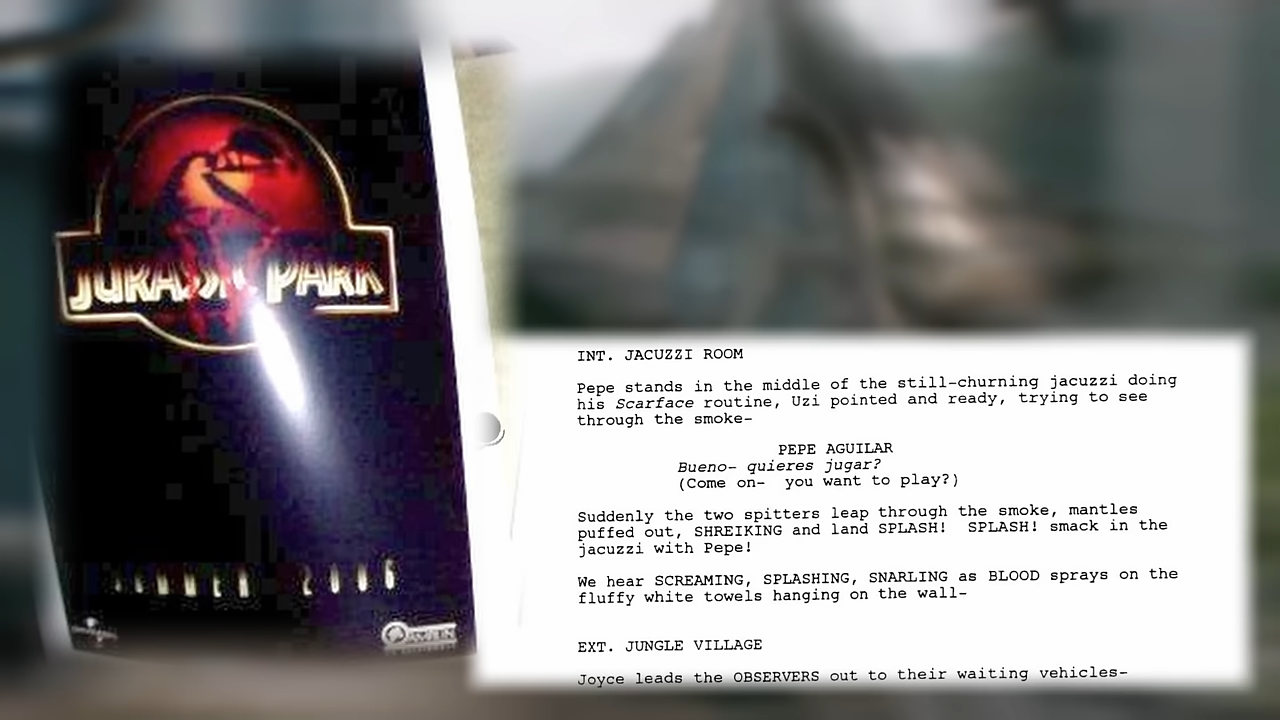 JURASSIC PARK
SUMMER 2006
UNIVERSAL
AMBLIN
INT. JACUZZI ROOM
Pepe stands in the middle of the still-churning jacuzzi doing
his Scarface routine, Uzi pointed and ready, trying to see
through the smoke-
PEPE AGUILAR
Bueno- quieres jugar?
(Come on- you want to play?)
Suddenly the two spitters leap through the smoke, mantles
puffed out, SHREIKING and land SPLASH! SPLASH! smack in the
jacuzzi with Pepe!
We hear SCREAMING, SPLASHING, SNARLING as BLOOD sprays on the
fluffy white towels hanging on the wall-
EXT. JUNGLE VILLAGE
Joyce leads the OBSERVERS out to their waiting vehicles-